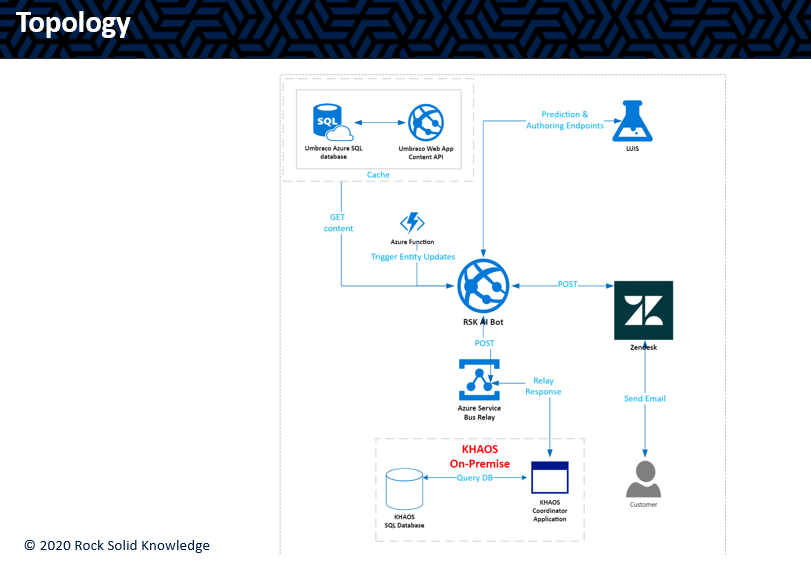 Topology
SQL
Umbraco Azure SQL
database
Umbraco Web App
Content API
Cache
Prediction &
Authoring Endpoints
LUIS
GET
content
Azure Function
Trigger Entity Updates
RSK AI Bot
POST
Zendesk
POST
Azure Service
Bus Relay
Relay
Response
Send Email
KHAOS
On-Premise
Query DB
KHAOS
SQL Database
KHAOS
Coordinator
Application
Customer
© 2020 Rock Solid Knowledge